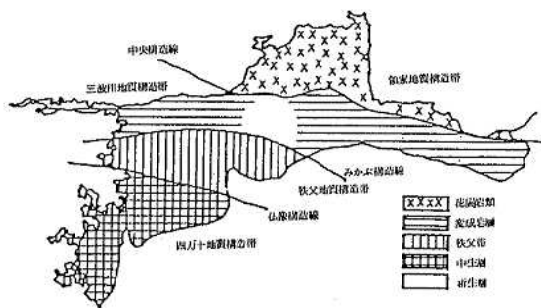 中央構造線
三波川地質構造帯
領家地質構造帯
みかぶ構造線
秩父地質構造帯
仏像構造線
四万十地質構造帯
花崗岩類
変成岩層
秩父帯
中生層
新生層